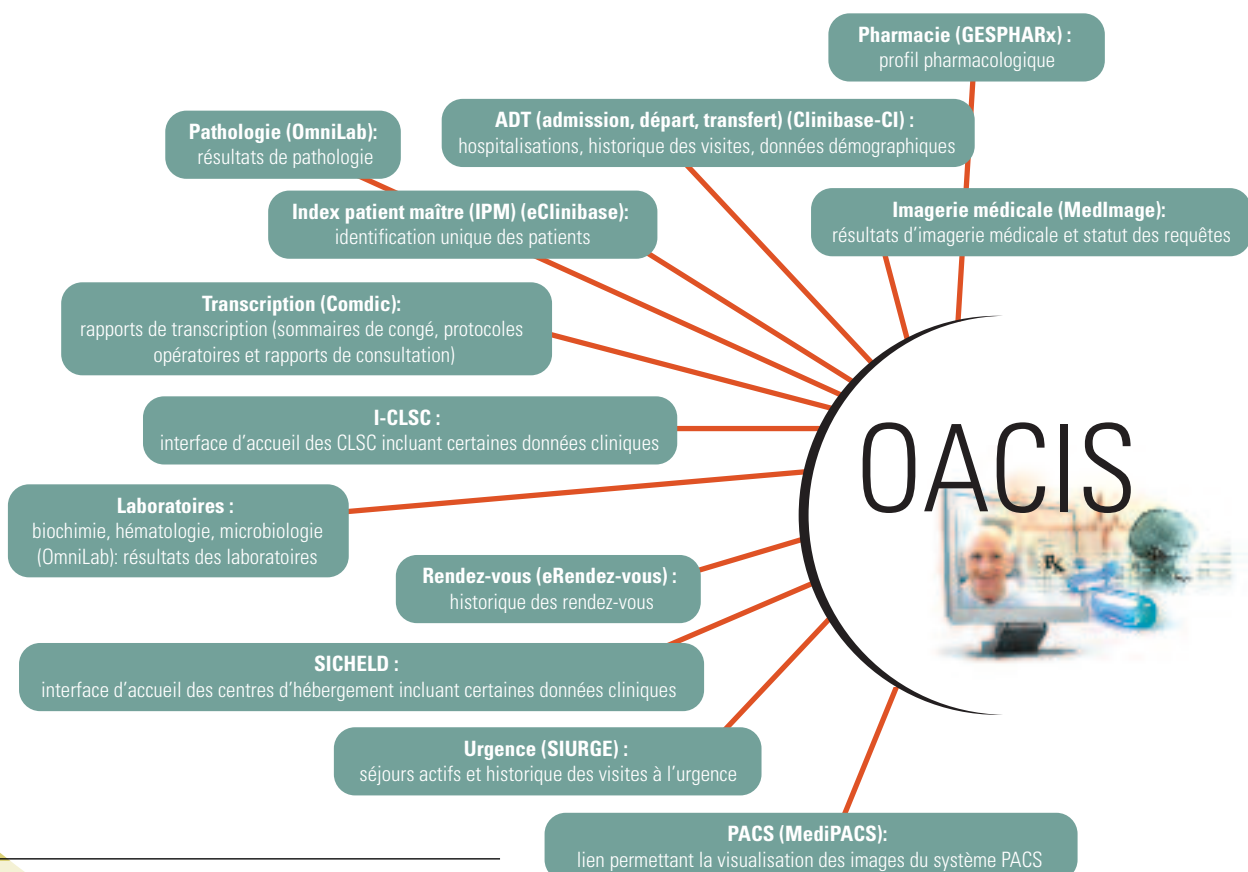 Pharmacie (GESPHARx) :
profil pharmacologique
ADT (admission, départ, transfert) (Clinibase-CI) :
hospitalisations, historique des visites, données démographiques
Pathologie (OmniLab):
résultats de pathologie
Index patient maître (IPM) (eClinibase):
identification unique des patients
Imagerie médicale (MedImage):
résultats d'imagerie médicale et statut des requêtes
Transcription (Comdic):
rapports de transcription (sommaires de congé, protocoles
opératoires et rapports de consultation)
I-CLSC :
interface d'accueil des CLSC incluant certaines données cliniques
OACIS
Laboratoires :
biochimie, hématologie, microbiologie
(OmniLab): résultats des laboratoires
Rendez-vous (eRendez-vous) :
historique des rendez-vous
SICHELD :
interface d'accueil des centres d'hébergement incluant certaines données cliniques
Urgence (SIURGE) :
séjours actifs et historique des visites à l'urgence
PACS (MediPACS):
lien permettant la visualisation des images du système PACS